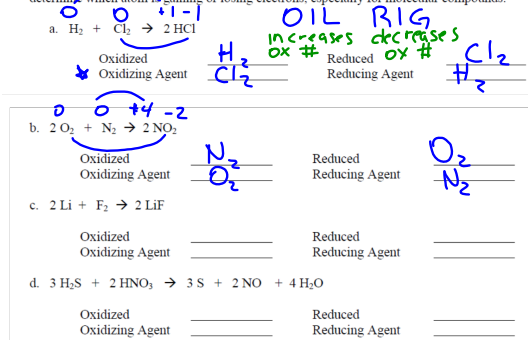 0 0 +1 -1 OIL RIG
a. H₂ + Cl₂ → 2 HCl increases decreases
ox # ox #
Oxidized H₂ Reduced Cl₂
* Oxidizing Agent Cl₂ Reducing Agent H₂
0 0 +4 -2
b. 2 O₂ + N₂ → 2 NO₂
Oxidized N₂ Reduced O₂
Oxidizing Agent O₂ Reducing Agent N₂
c. 2 Li + F₂ → 2 LiF
Oxidized Reduced
Oxidizing Agent Reducing Agent
d. 3 H₂S + 2 HNO₃ → 3 S + 2 NO + 4 H₂O
Oxidized Reduced
Oxidizing Agent Reducing Agent